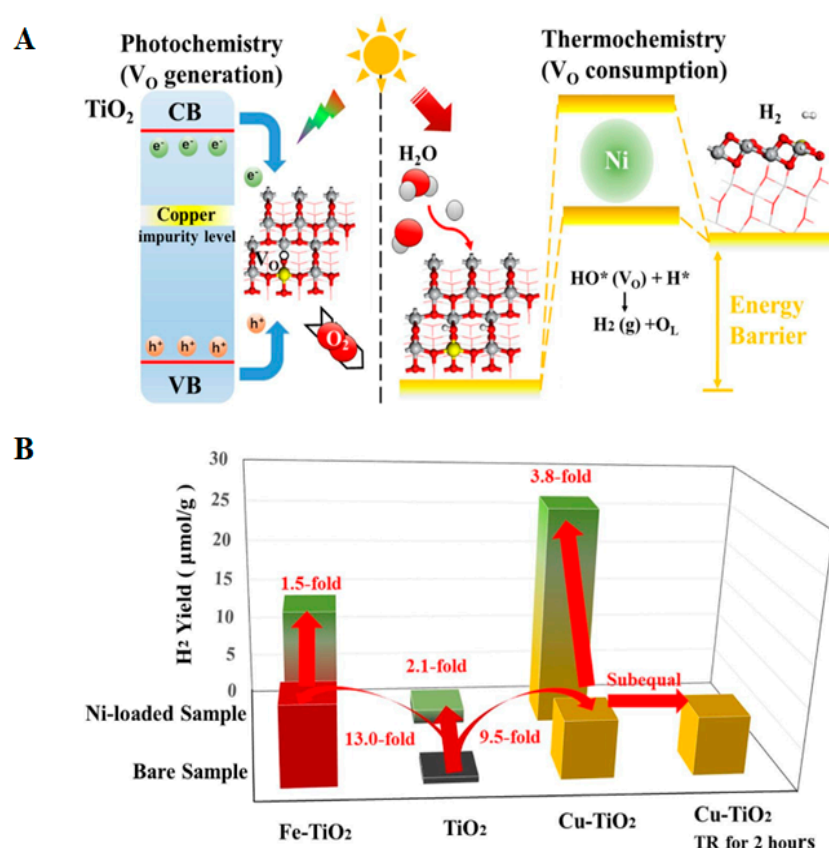 A
Photochemistry
(VO generation)
TiO2
CB
e- e- e-
e-
Copper
impurity level
VO
h+
h+ h+ h+
VB
O2
Thermochemistry
(VO consumption)
H2O
Ni
H2
HO* (VO) + H*
H2 (g) +OL
Energy
Barrier
B
H2 Yield ( μmol/g )
30
25
20
15
10
5
0
3.8-fold
1.5-fold
2.1-fold
Subequal
13.0-fold
9.5-fold
Ni-loaded Sample
Bare Sample
Fe-TiO2
TiO2
Cu-TiO2
Cu-TiO2
TR for 2 hours